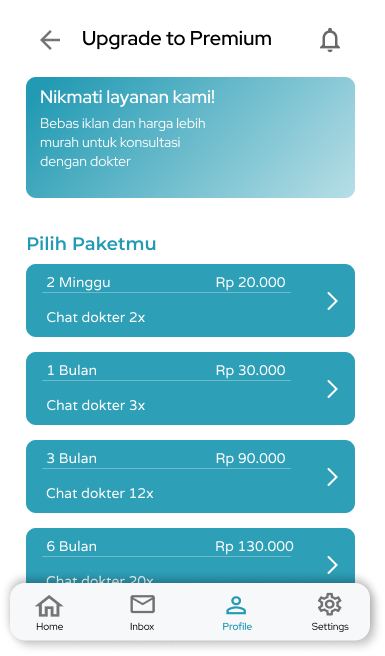 Upgrade to Premium
Nikmati layanan kami!
Bebas iklan dan harga lebih
murah untuk konsultasi
dengan dokter
Pilih Paketmu
2 Minggu Rp 20.000
Chat dokter 2x
1 Bulan Rp 30.000
Chat dokter 3x
3 Bulan Rp 90.000
Chat dokter 12x
6 Bulan Rp 130.000
Chat dokter 20x
Home Inbox Profile Settings